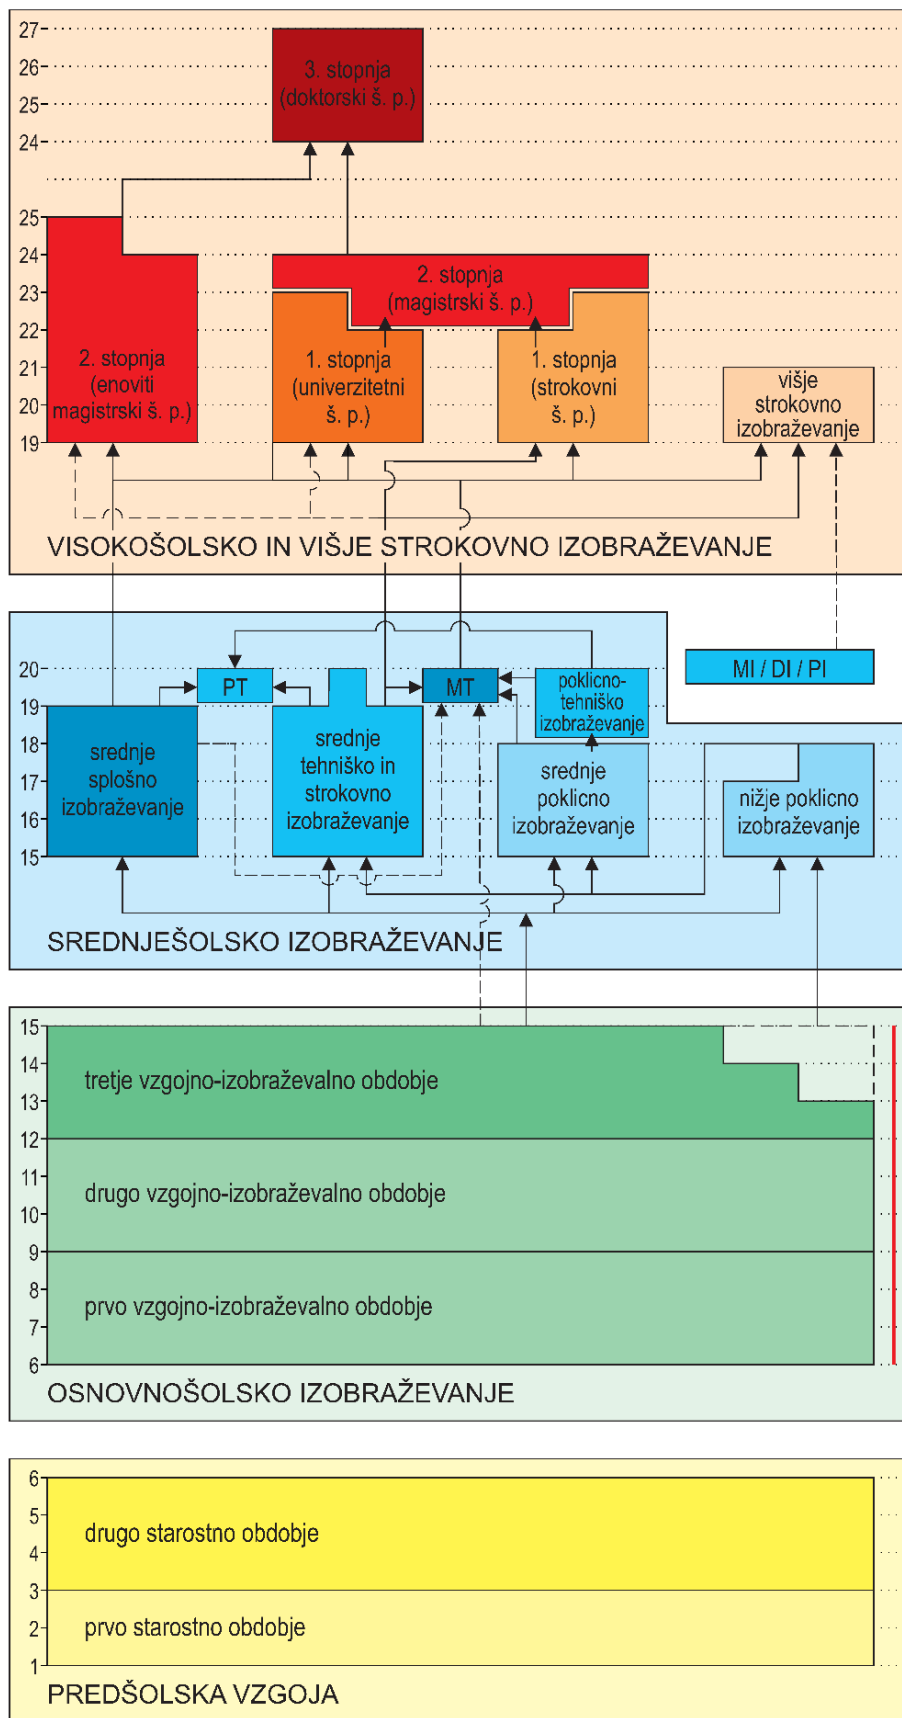 27
26
25
24
3. stopnja
(doktorski š. p.)
25
24
23
22
21
20
19
2. stopnja
(enoviti
magistrski š. p.)
2. stopnja
(magistrski š. p.)
1. stopnja
(univerzitetni
š. p.)
1. stopnja
(strokovni
š. p.)
višje
strokovno
izobraževanje
VISOKOŠOLSKO IN VIŠJE STROKOVNO IZOBRAŽEVANJE
MI / DI / PI
20
19
18
17
16
15
PT
MT
poklicno-
tehniško
izobraževanje
srednje
splošno
izobraževanje
srednje
tehniško in
strokovno
izobraževanje
srednje
poklicno
izobraževanje
nižje poklicno
izobraževanje
SREDNJEŠOLSKO IZOBRAŽEVANJE
15
14
13
12
11
10
9
8
7
6
tretje vzgojno-izobraževalno obdobje
drugo vzgojno-izobraževalno obdobje
prvo vzgojno-izobraževalno obdobje
OSNOVNOŠOLSKO IZOBRAŽEVANJE
6
5
4
3
2
1
drugo starostno obdobje
prvo starostno obdobje
PREDŠOLSKA VZGOJA